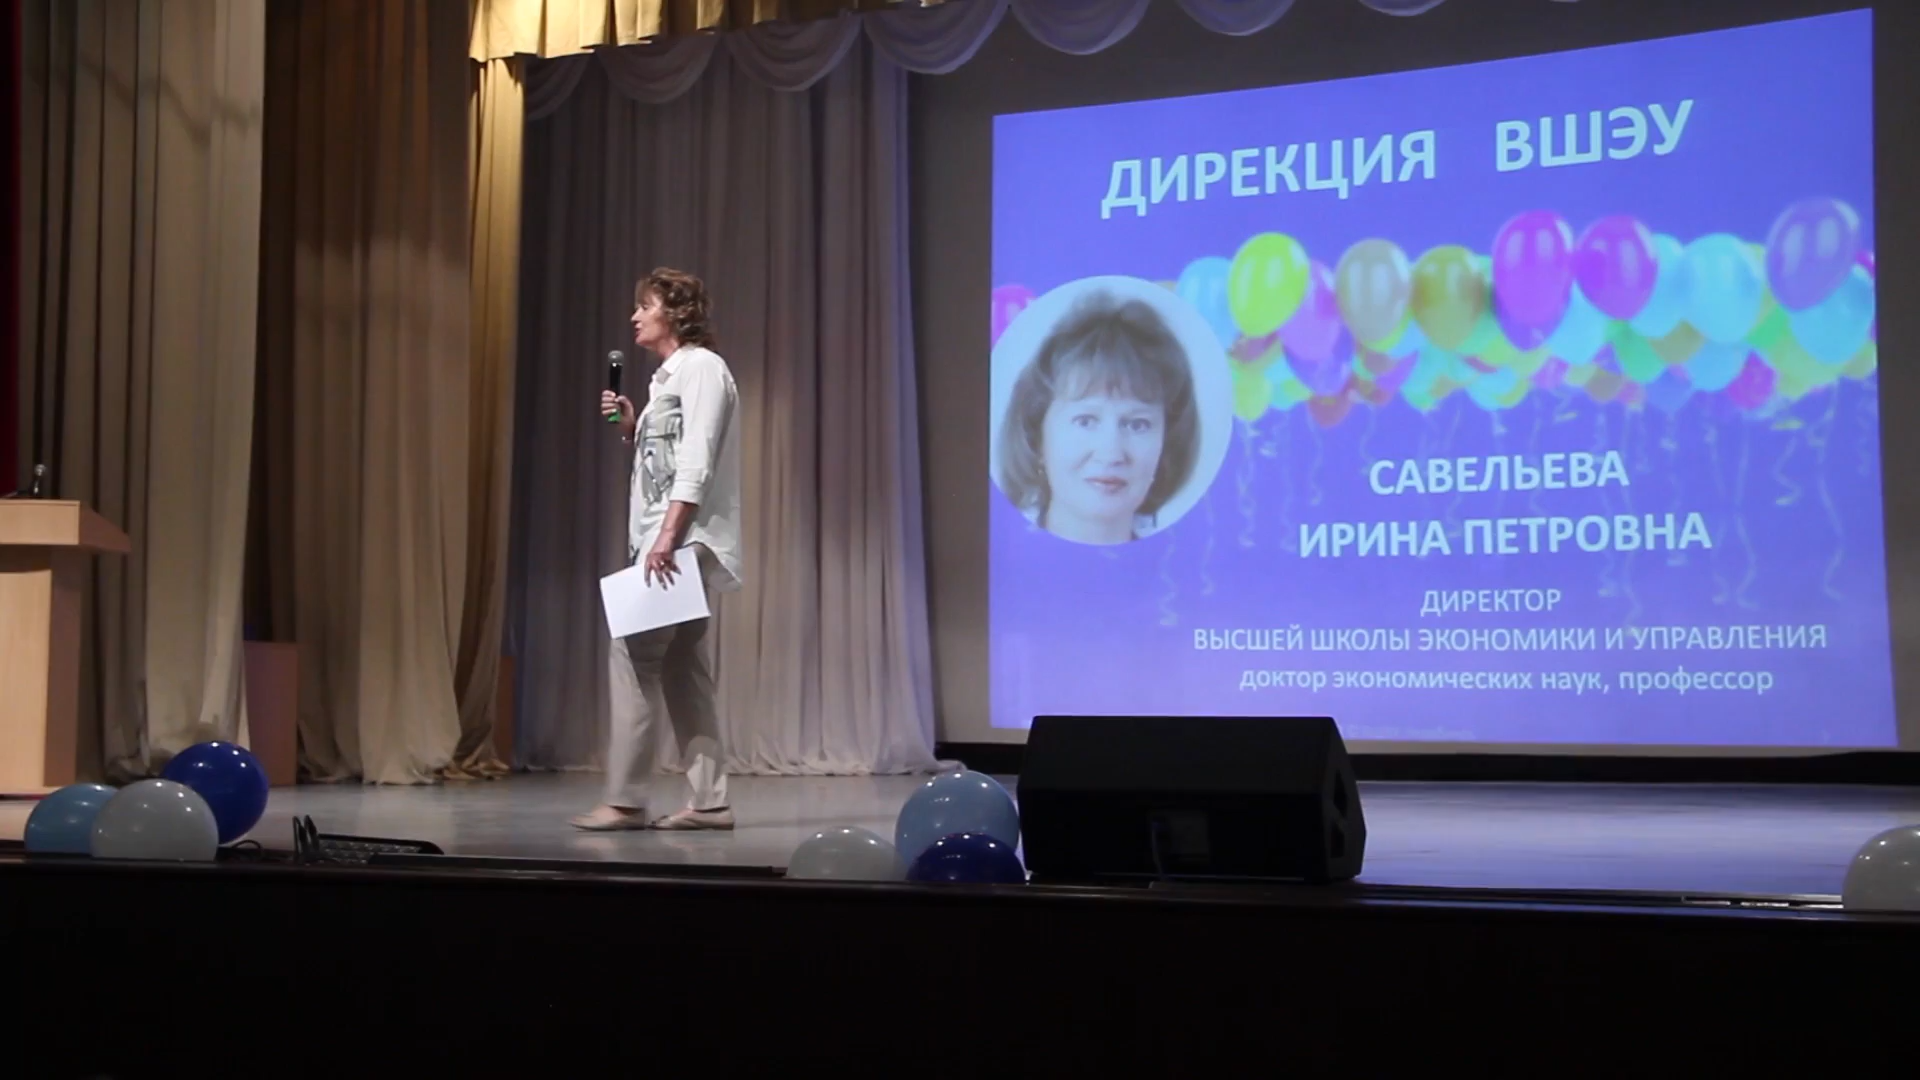 ДИРЕКЦИЯ ВШЭУ
САВЕЛЬЕВА
ИРИНА ПЕТРОВНА
ДИРЕКТОР
ВЫСШЕЙ ШКОЛЫ ЭКОНОМИКИ И УПРАВЛЕНИЯ
доктор экономических наук, профессор